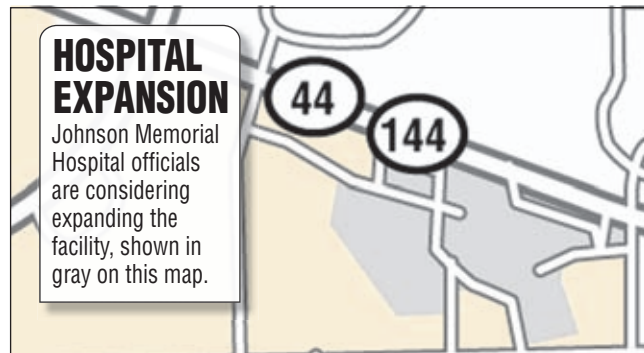 HOSPITAL
EXPANSION
Johnson Memorial
Hospital officials
are considering
expanding the
facility, shown in
gray on this map.
44
144